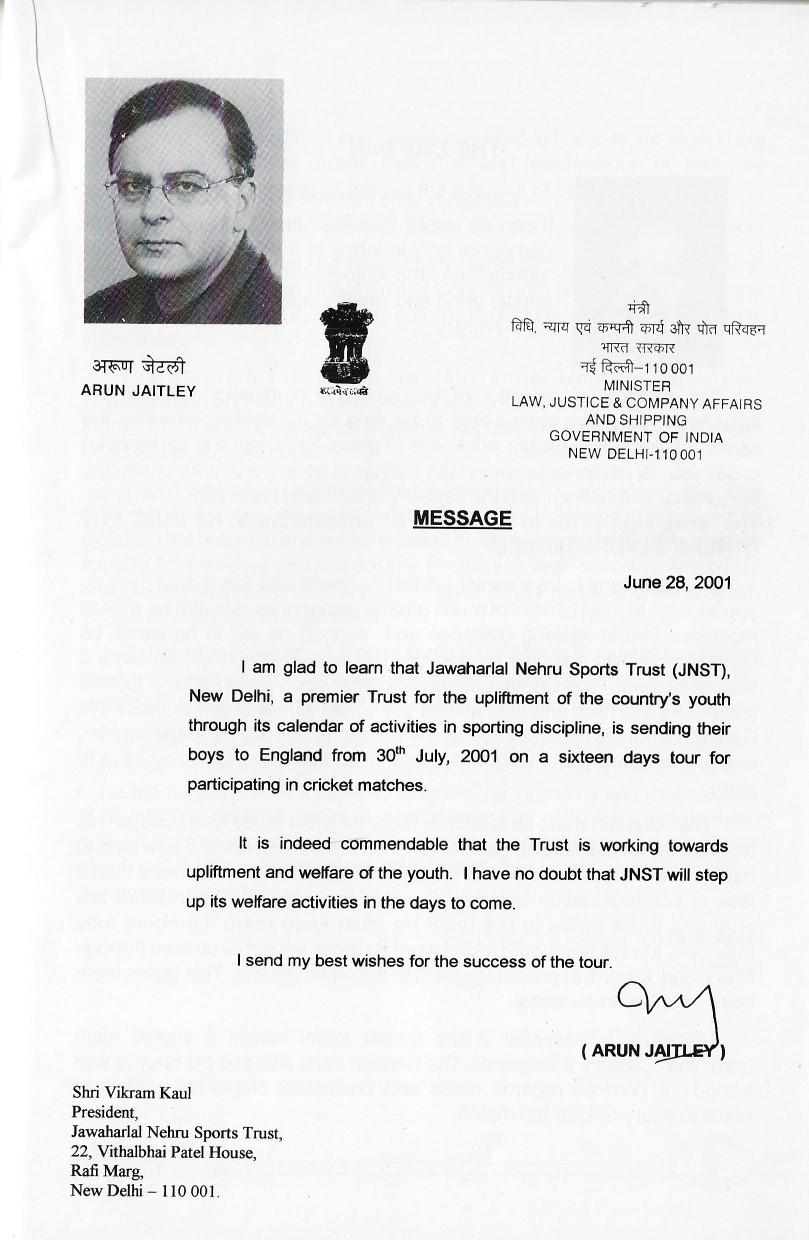 अरूण जेटली
ARUN JAITLEY
सत्यमेव जयते
मंत्री
विधि, न्याय एवं कम्पनी कार्य और पोत परिवहन
भारत सरकार
नई दिल्ली–110 001
MINISTER
LAW, JUSTICE & COMPANY AFFAIRS
AND SHIPPING
GOVERNMENT OF INDIA
NEW DELHI-110 001
MESSAGE
June 28, 2001
I am glad to learn that Jawaharlal Nehru Sports Trust (JNST),
New Delhi, a premier Trust for the upliftment of the country's youth
through its calendar of activities in sporting discipline, is sending their
boys to England from 30th July, 2001 on a sixteen days tour for
participating in cricket matches.
It is indeed commendable that the Trust is working towards
upliftment and welfare of the youth. I have no doubt that JNST will step
up its welfare activities in the days to come.
I send my best wishes for the success of the tour.
( ARUN JAITLEY )
Shri Vikram Kaul
President,
Jawaharlal Nehru Sports Trust,
22, Vithalbhai Patel House,
Rafi Marg,
New Delhi – 110 001.